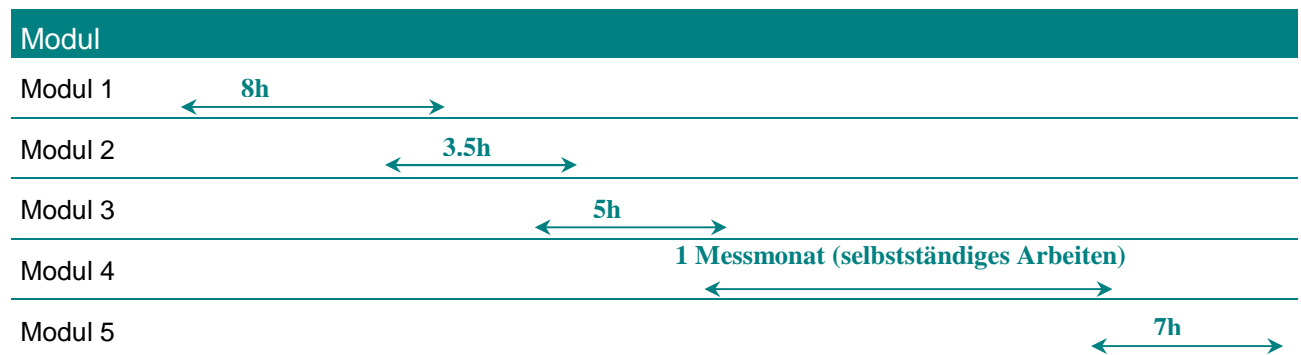 Modul
Modul 1 8h
Modul 2 3.5h
Modul 3 5h
Modul 4 1 Messmonat (selbstständiges Arbeiten)
Modul 5 7h